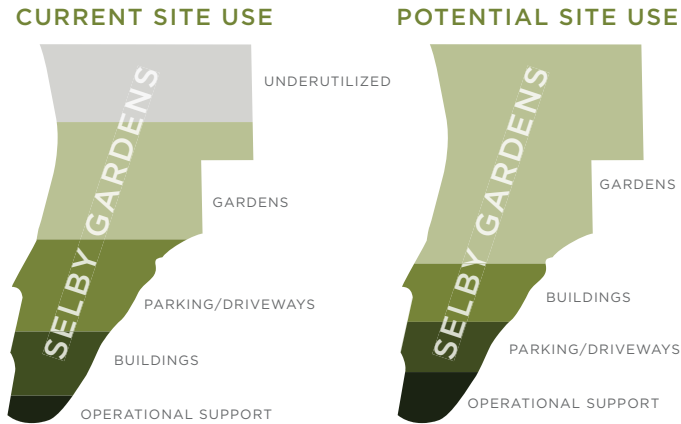 CURRENT SITE USE
UNDERUTILIZED
GARDENS
PARKING/DRIVEWAYS
BUILDINGS
OPERATIONAL SUPPORT
SELBY GARDENS
POTENTIAL SITE USE
GARDENS
BUILDINGS
PARKING/DRIVEWAYS
OPERATIONAL SUPPORT
SELBY GARDENS